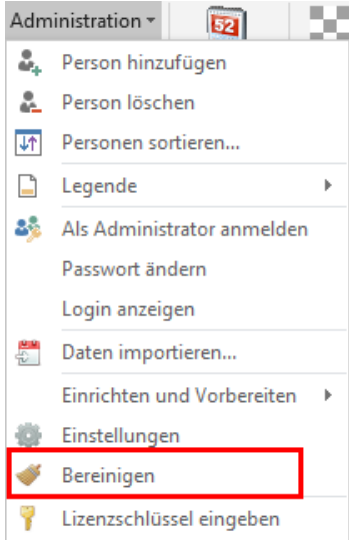 Administration
52
Person hinzufügen
Person löschen
Personen sortieren...
Legende
Als Administrator anmelden
Passwort ändern
Login anzeigen
Daten importieren...
Einrichten und Vorbereiten
Einstellungen
Bereinigen
Lizenzschlüssel eingeben